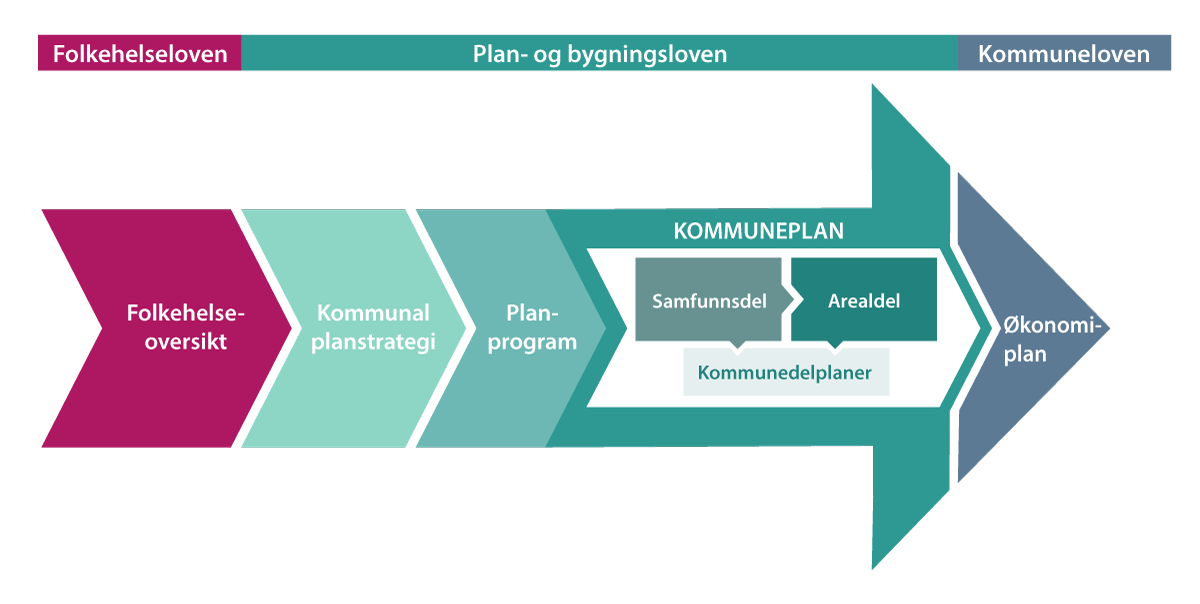 Folkehelseloven
Plan- og bygningsloven
Kommuneloven
Folkehelse-
oversikt
Kommunal
planstrategi
Plan-
program
KOMMUNEPLAN
Samfunnsdel
Arealdel
Kommunedelplaner
Økonomi-
plan